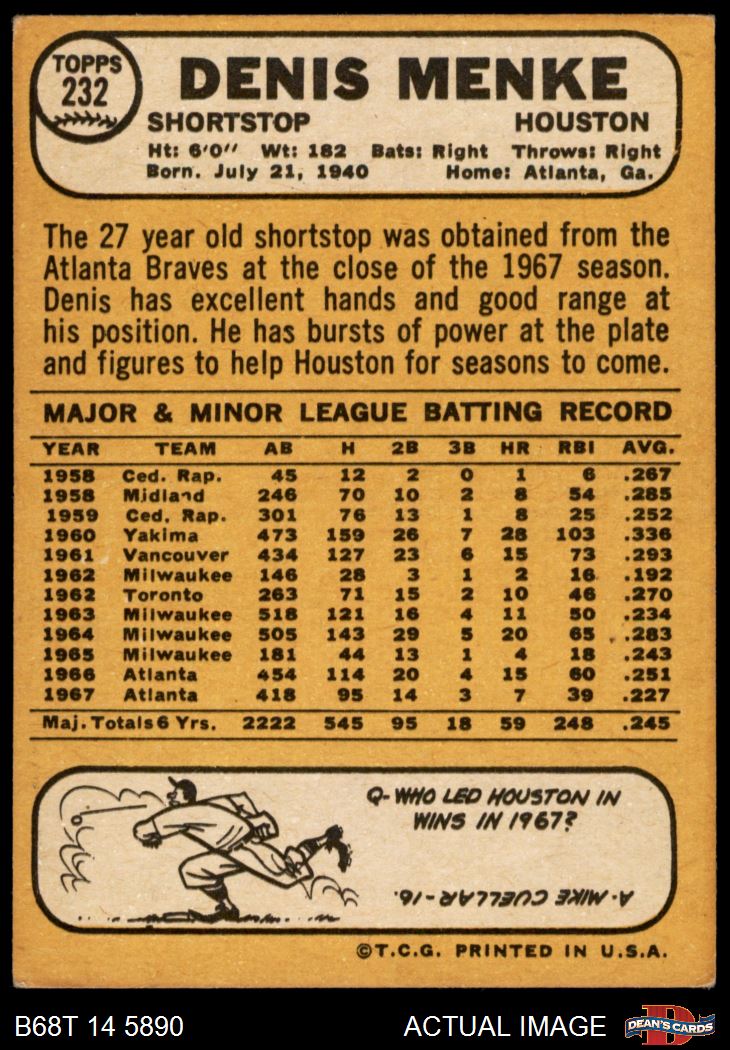 TOPPS
232
DENIS MENKE
SHORTSTOP HOUSTON
Ht: 6'0" Wt: 182 Bats: Right Throws: Right
Born. July 21, 1940 Home: Atlanta, Ga.
The 27 year old shortstop was obtained from the
Atlanta Braves at the close of the 1967 season.
Denis has excellent hands and good range at
his position. He has bursts of power at the plate
and figures to help Houston for seasons to come.
MAJOR & MINOR LEAGUE BATTING RECORD
YEAR TEAM AB H 2B 3B HR RBI AVG.
1958 Ced. Rap. 45 12 2 0 1 6 .267
1958 Midland 246 70 10 2 8 54 .285
1959 Ced. Rap. 301 76 13 1 8 25 .252
1960 Yakima 473 159 26 7 28 103 .336
1961 Vancouver 434 127 23 6 15 73 .293
1962 Milwaukee 146 28 3 1 2 16 .192
1962 Toronto 263 71 15 2 10 46 .270
1963 Milwaukee 518 121 16 4 11 50 .234
1964 Milwaukee 505 143 29 5 20 65 .283
1965 Milwaukee 181 44 13 1 4 18 .243
1966 Atlanta 454 114 20 4 15 60 .251
1967 Atlanta 418 95 14 3 7 39 .227
Maj. Totals 6 Yrs. 2222 545 95 18 59 248 .245
Q-WHO LED HOUSTON IN
WINS IN 1967?
A-MIKE CUELLAR-16.
©T.C.G. PRINTED IN U.S.A.
B68T 14 5890 ACTUAL IMAGE
D
DEAN'S CARDS